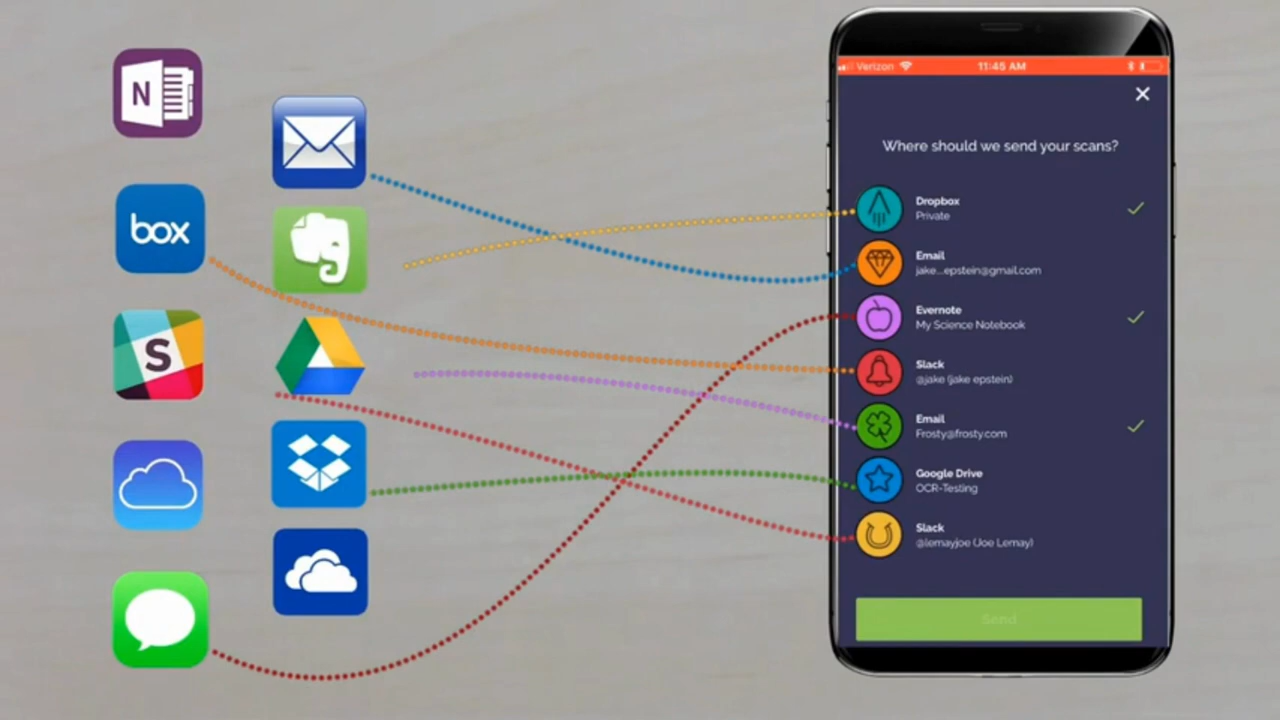 N
box
S
Verizon
11:45 AM
Where should we send your scans?
Dropbox
Private
Email
jake...epstein@gmail.com
Evernote
My Science Notebook
Slack
@jake (jake epstein)
Email
Frosty@frosty.com
Google Drive
OCR-Testing
Slack
@lemayjoe (Joe Lemay)
Send